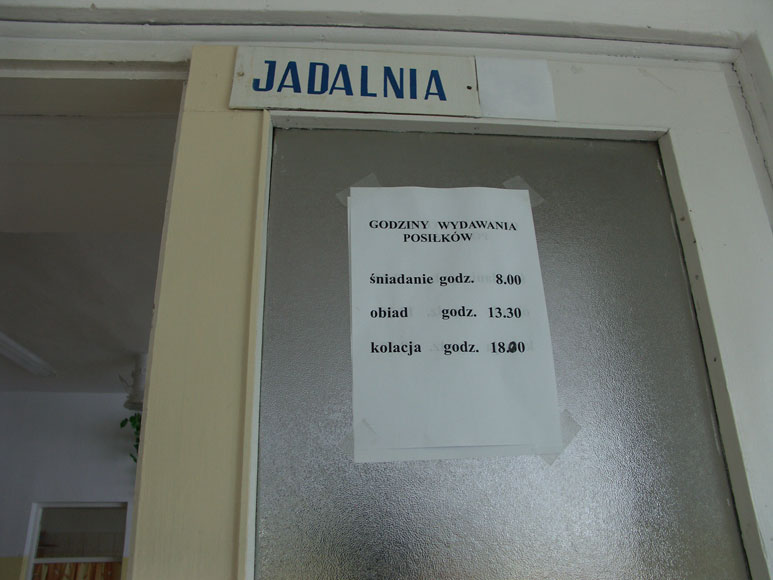 JADALNIA
GODZINY WYDAWANIA
POSIŁKÓW
śniadanie godz. 8.00
obiad godz. 13.30
kolacja godz. 18.00